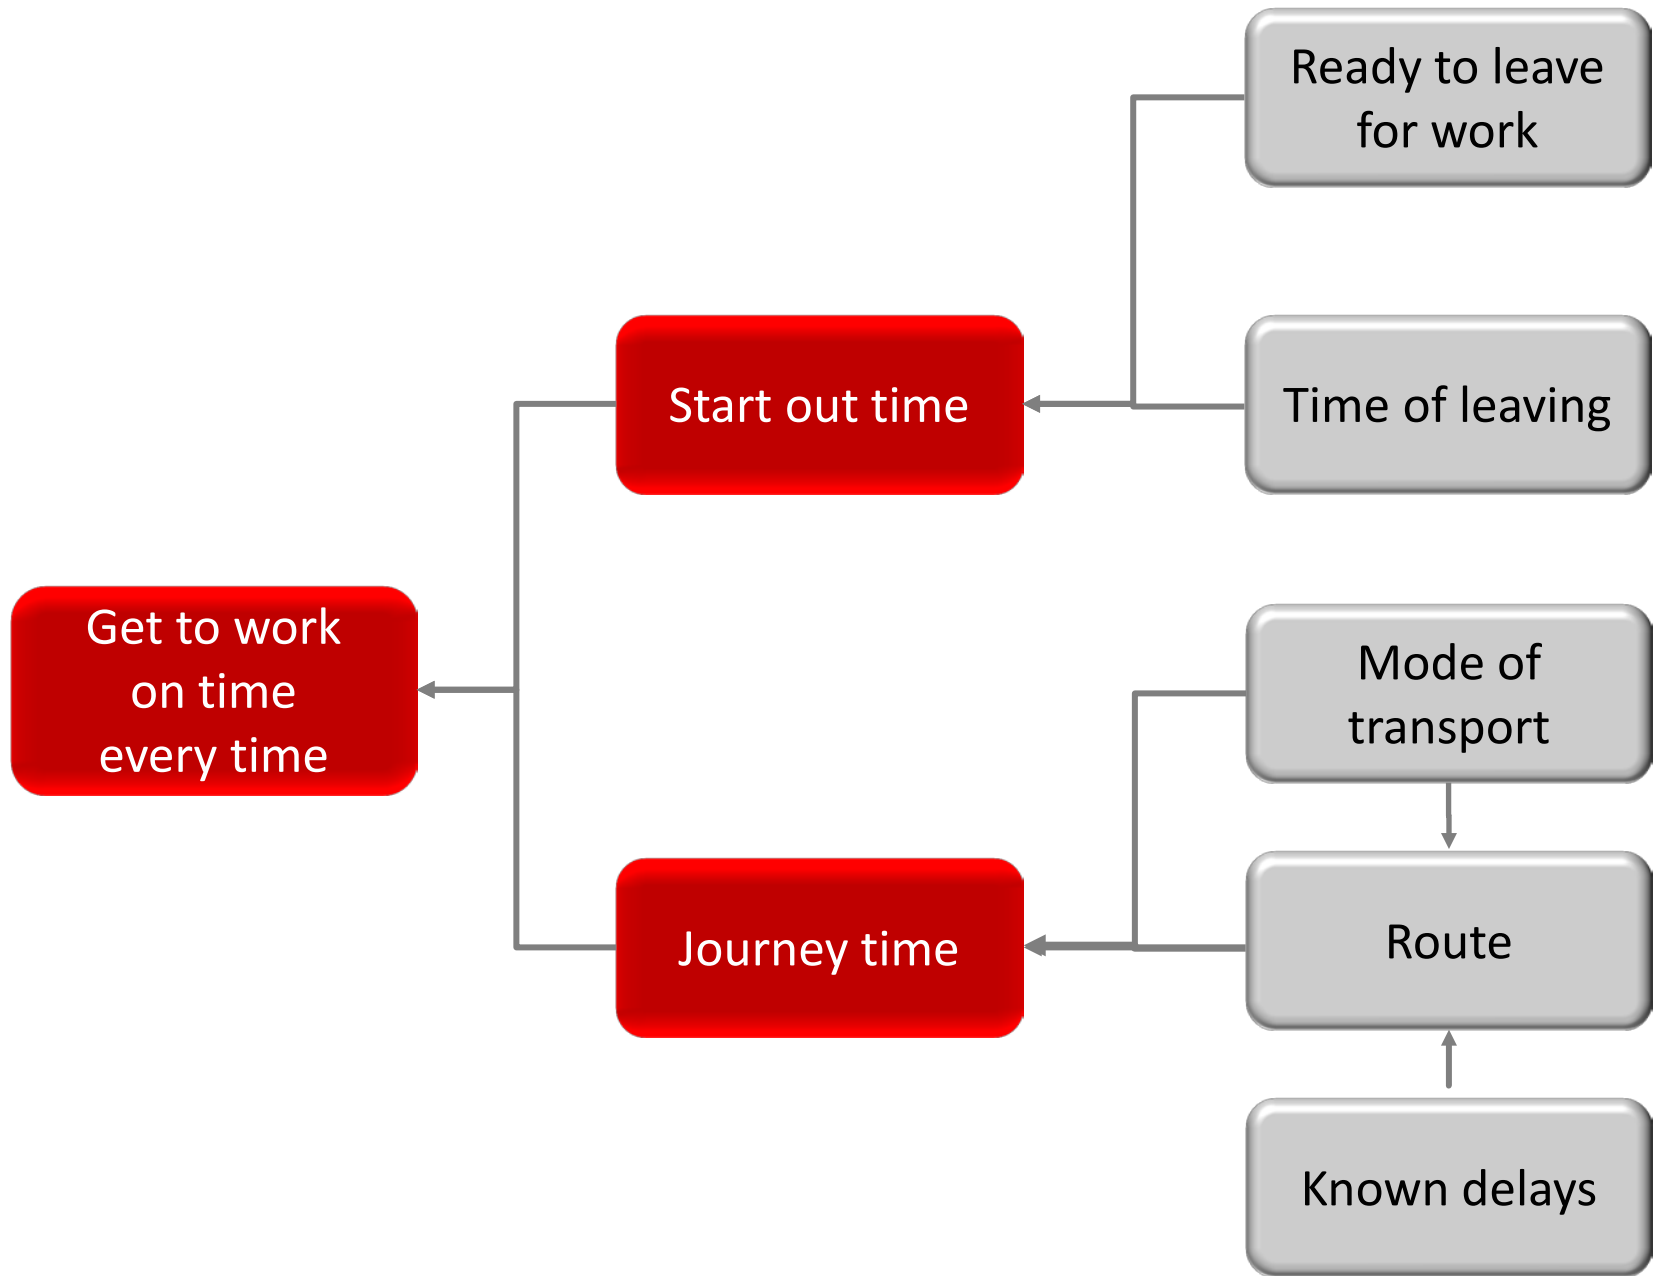 Ready to leave
for work
Start out time
Time of leaving
Get to work
on time
every time
Mode of
transport
Journey time
Route
Known delays